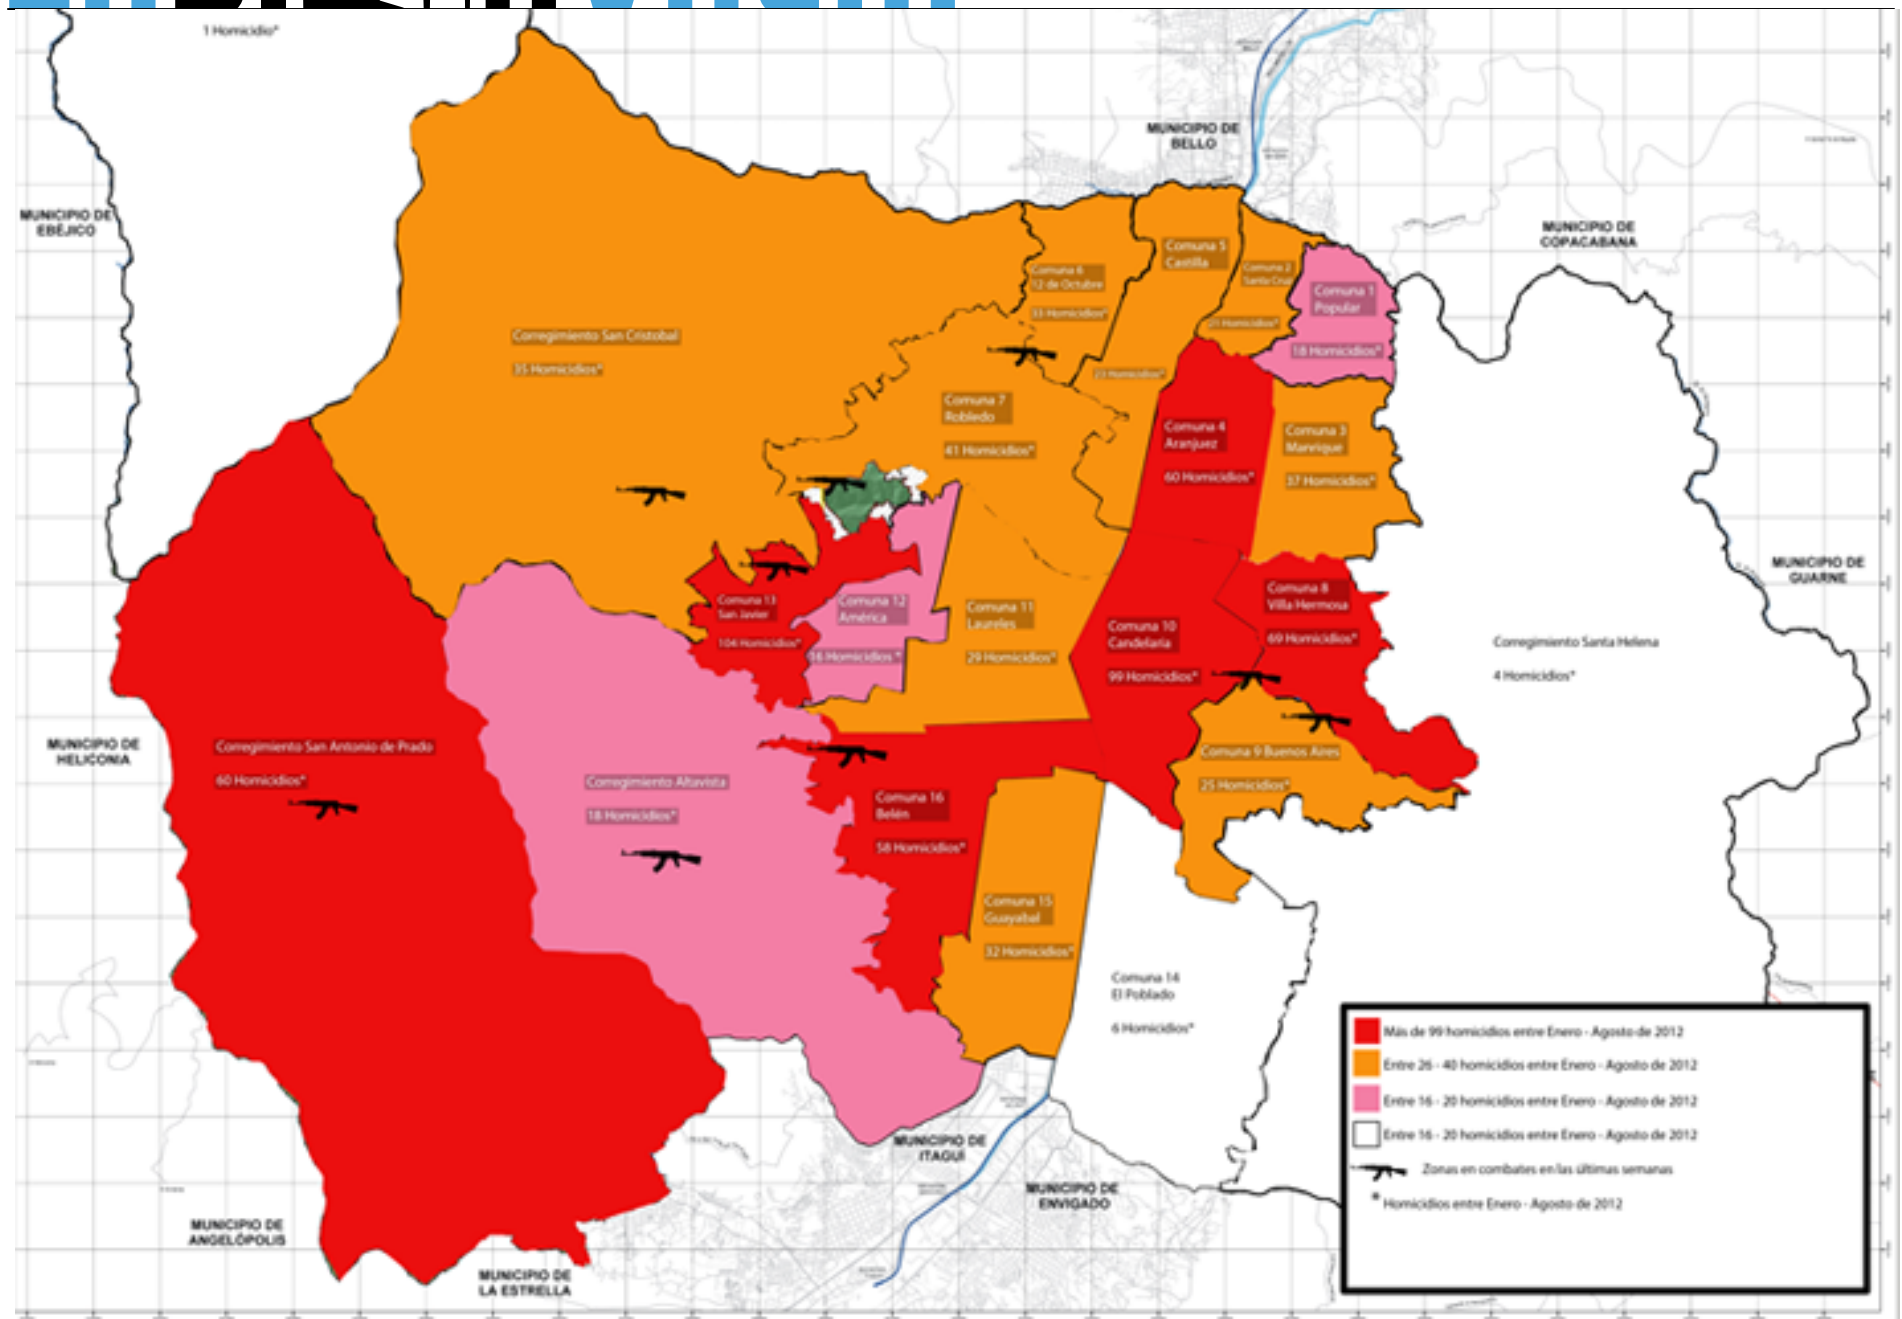 1 Homicidio*
MUNICIPIO DE
BELLO
MUNICIPIO DE
EBÉJICO
MUNICIPIO DE
COPACABANA
Comuna 5
Castilla
Comuna 6
12 de Octubre
Comuna 2
Santa Cruz
Comuna 1
Popular
33 Homicidios*
21 Homicidios*
Corregimiento San Cristobal
18 Homicidios*
35 Homicidios*
23 Homicidios*
Comuna 7
Robledo
Comuna 4
Aranjuez
Comuna 3
Manrique
41 Homicidios*
60 Homicidios*
37 Homicidios*
MUNICIPIO DE
GUARNE
Comuna 13
San Javier
Comuna 12
América
Comuna 11
Laureles
Comuna 8
Villa Hermosa
Comuna 10
Candelaria
69 Homicidios*
104 Homicidios*
16 Homicidios *
29 Homicidios*
Corregimiento Santa Helena
99 Homicidios*
4 Homicidios*
MUNICIPIO DE
HELICONIA
Corregimiento San Antonio de Prado
60 Homicidios*
Comuna 9 Buenos Aires
25 Homicidios*
Corregimiento Altavista
18 Homicidios*
Comuna 16
Belén
58 Homicidios*
Comuna 15
Guayabal
32 Homicidios*
Comuna 14
El Poblado
6 Homicidios*
Más de 99 homicidios entre Enero - Agosto de 2012
Entre 26 - 40 homicidios entre Enero - Agosto de 2012
Entre 16 - 20 homicidios entre Enero - Agosto de 2012
Entre 16 - 20 homicidios entre Enero - Agosto de 2012
Zonas en combates en las últimas semanas
* Homicidios entre Enero - Agosto de 2012
MUNICIPIO DE
ITAGUÍ
MUNICIPIO DE
ENVIGADO
MUNICIPIO DE
ANGELÓPOLIS
MUNICIPIO DE
LA ESTRELLA